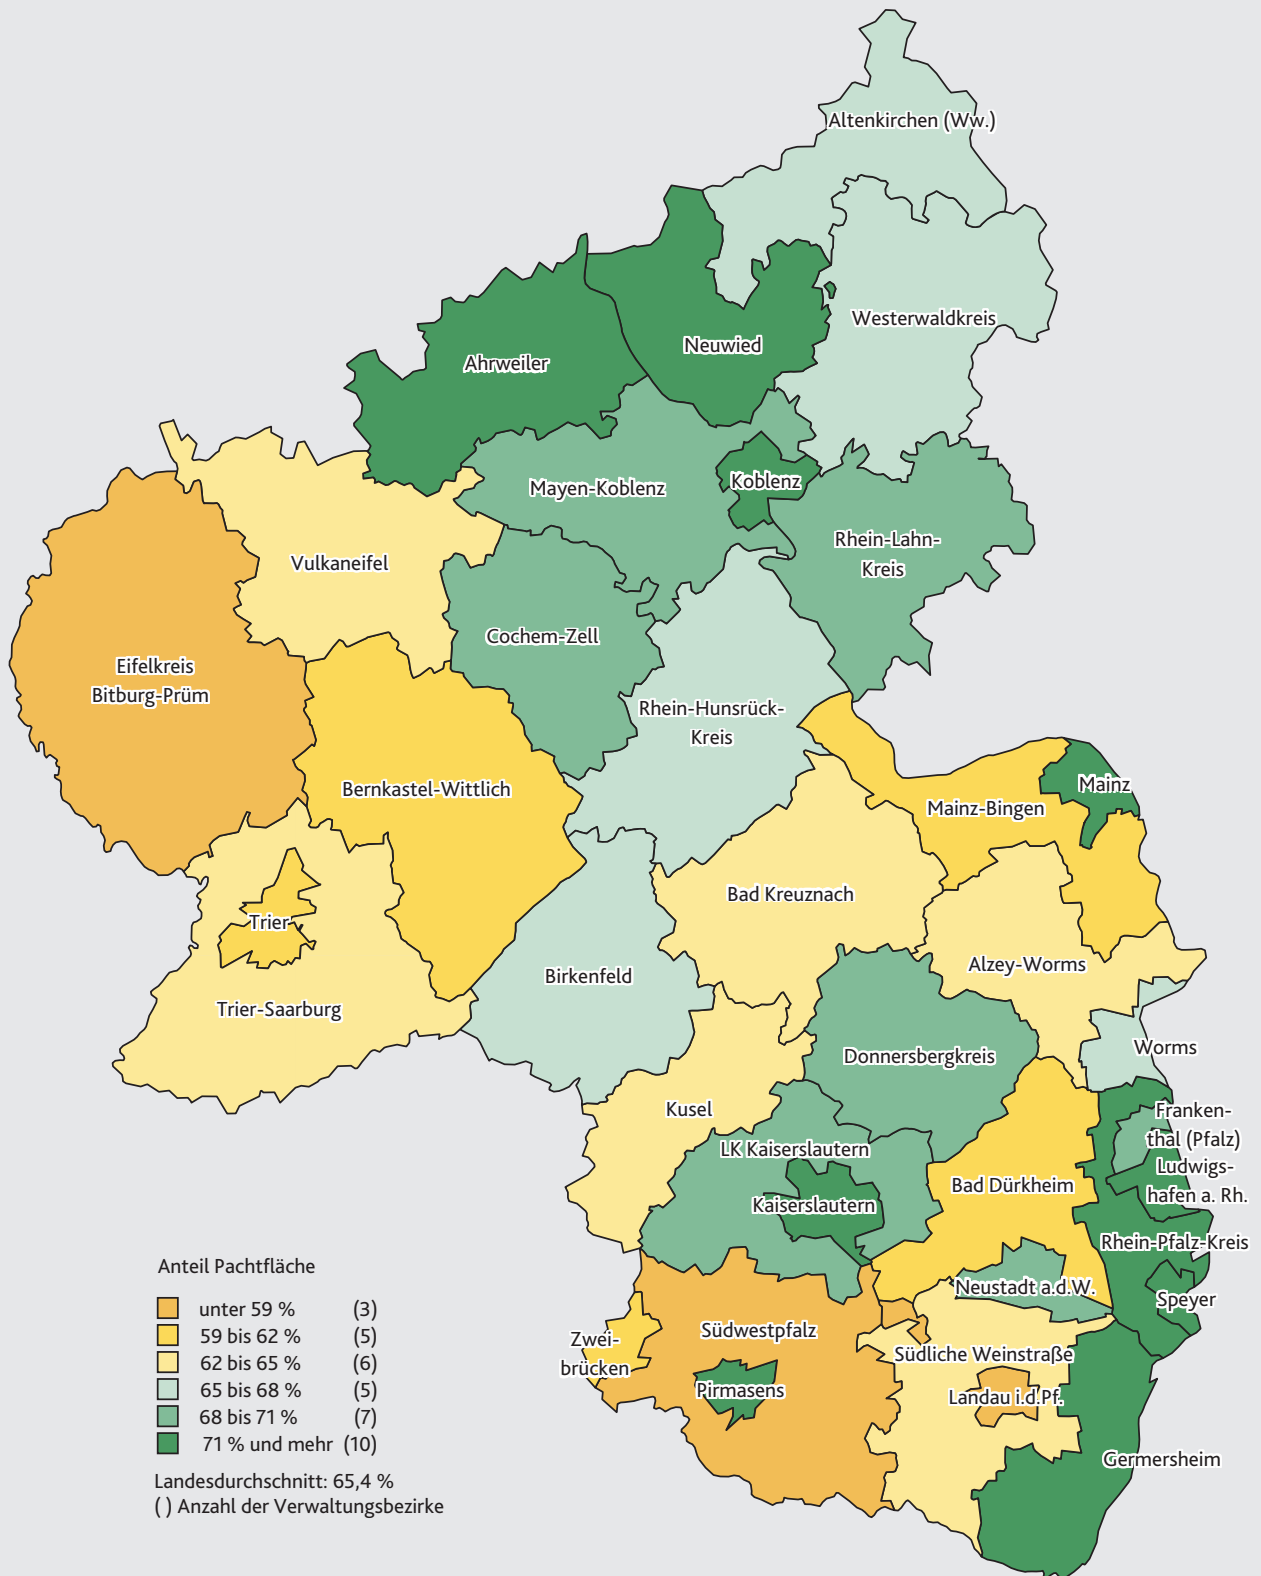 Altenkirchen (Ww.)
Westerwaldkreis
Neuwied
Ahrweiler
Koblenz
Mayen-Koblenz
Rhein-Lahn-
Kreis
Vulkaneifel
Cochem-Zell
Eifelkreis
Bitburg-Prüm
Rhein-Hunsrück-
Kreis
Bernkastel-Wittlich
Mainz
Mainz-Bingen
Bad Kreuznach
Trier
Alzey-Worms
Birkenfeld
Trier-Saarburg
Worms
Donnersbergkreis
Kusel
Franken-
thal (Pfalz)
LK Kaiserslautern
Ludwigs-
hafen a. Rh.
Bad Dürkheim
Kaiserslautern
Rhein-Pfalz-Kreis
Neustadt a.d.W.
Speyer
Südwestpfalz
Zwei-
brücken
Südliche Weinstraße
Pirmasens
Landau i.d.Pf.
Germersheim
Anteil Pachtfläche
unter 59 % (3)
59 bis 62 % (5)
62 bis 65 % (6)
65 bis 68 % (5)
68 bis 71 % (7)
71 % und mehr (10)
Landesdurchschnitt: 65,4 %
( ) Anzahl der Verwaltungsbezirke